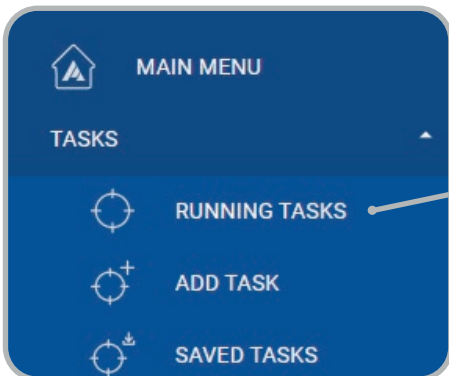 MAIN MENU
TASKS
RUNNING TASKS
ADD TASK
SAVED TASKS